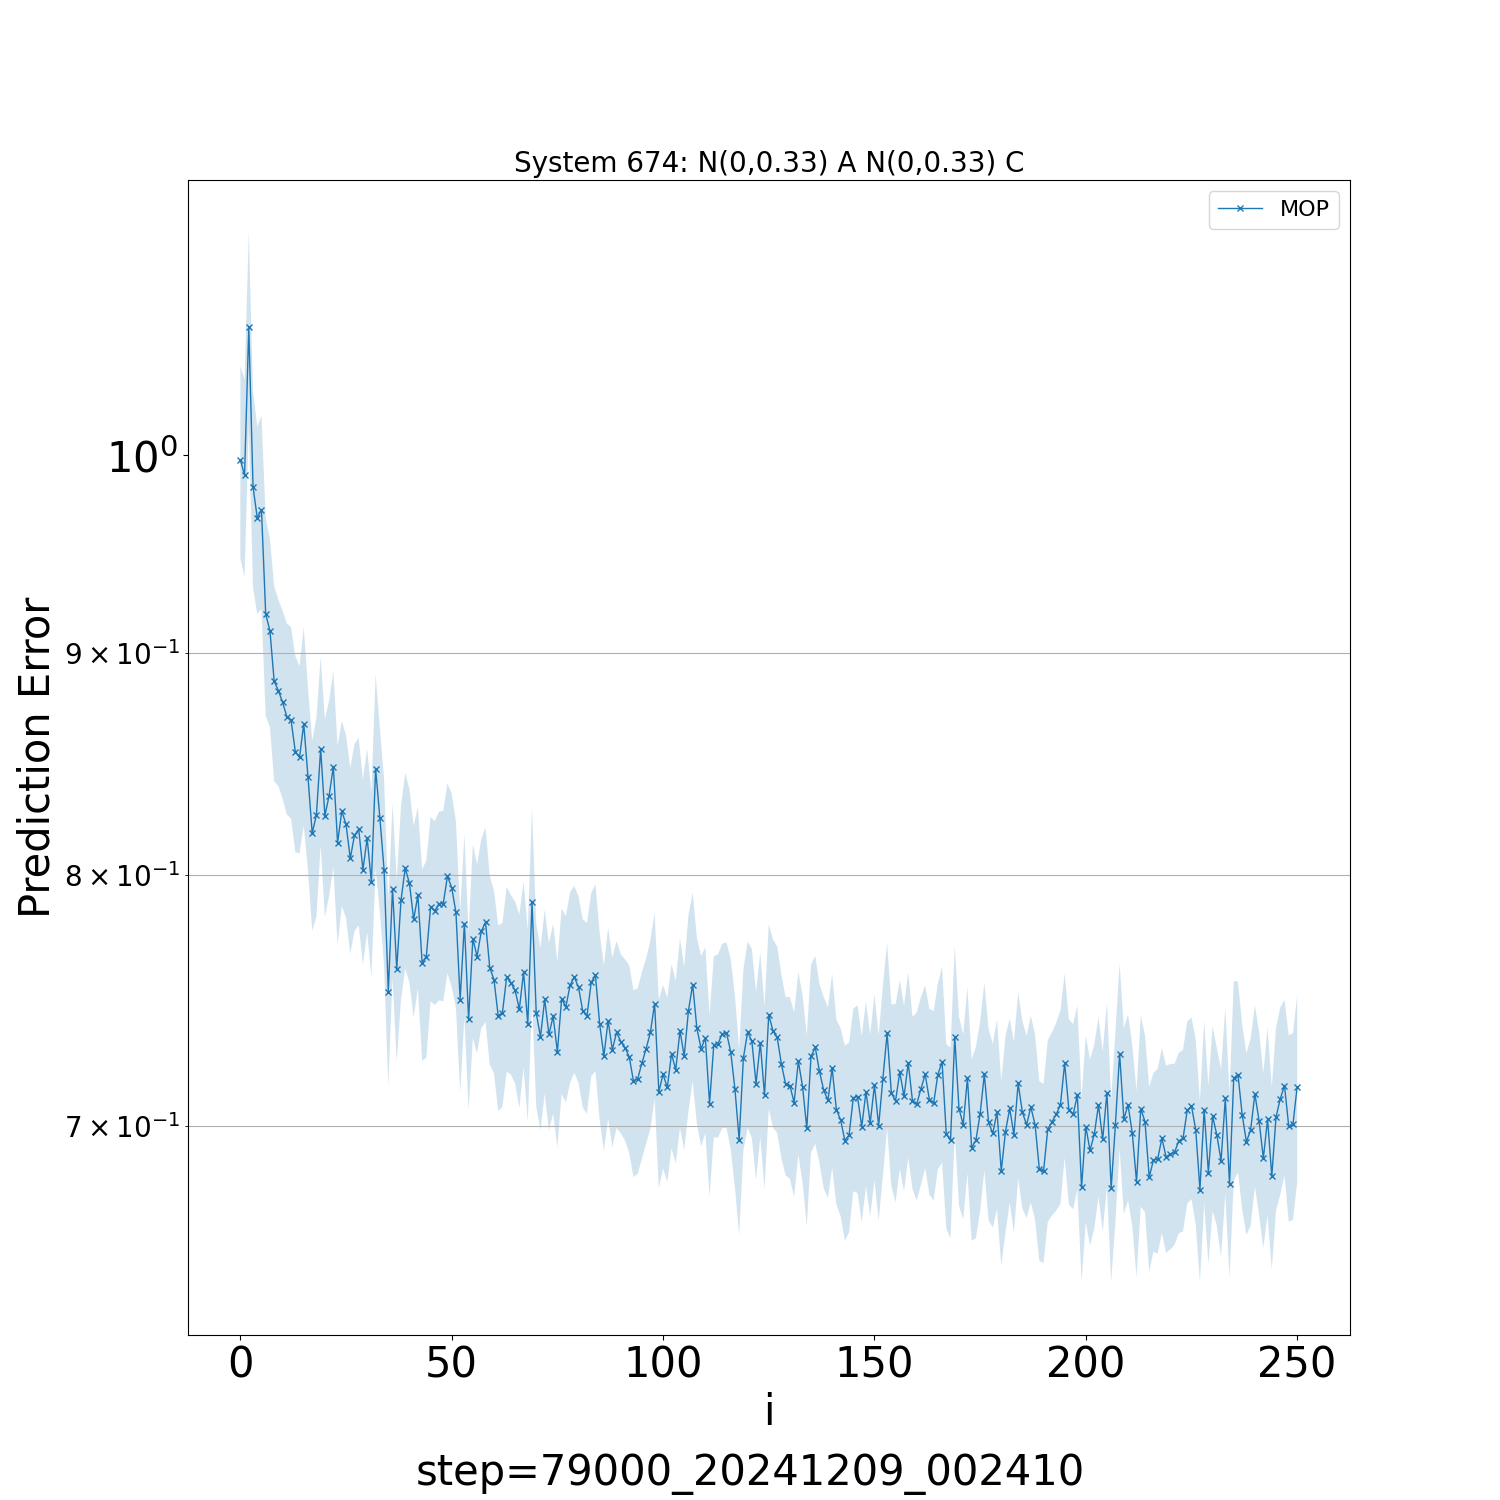 System 674: N(0,0.33) A N(0,0.33) C
MOP
10⁰
9 × 10⁻¹
8 × 10⁻¹
7 × 10⁻¹
Prediction Error
0 50 100 150 200 250
i
step=79000_20241209_002410